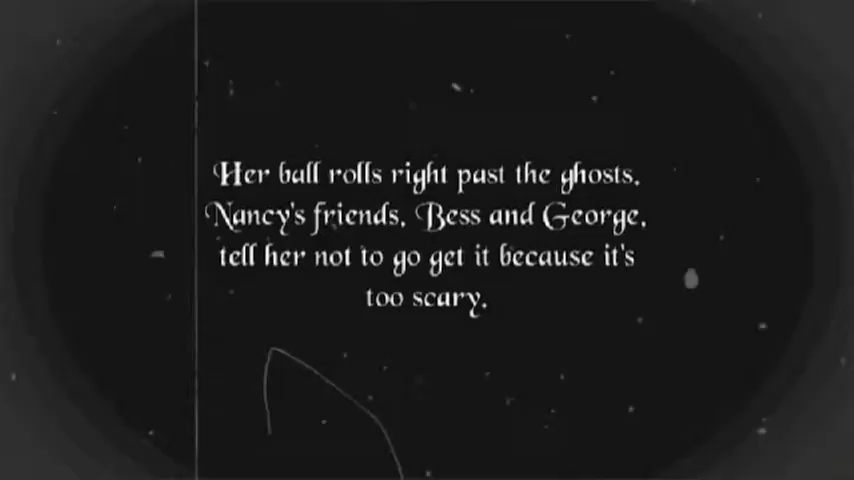 Her ball rolls right past the ghosts.
Nancy's friends, Bess and George,
tell her not to go get it because it's
too scary.